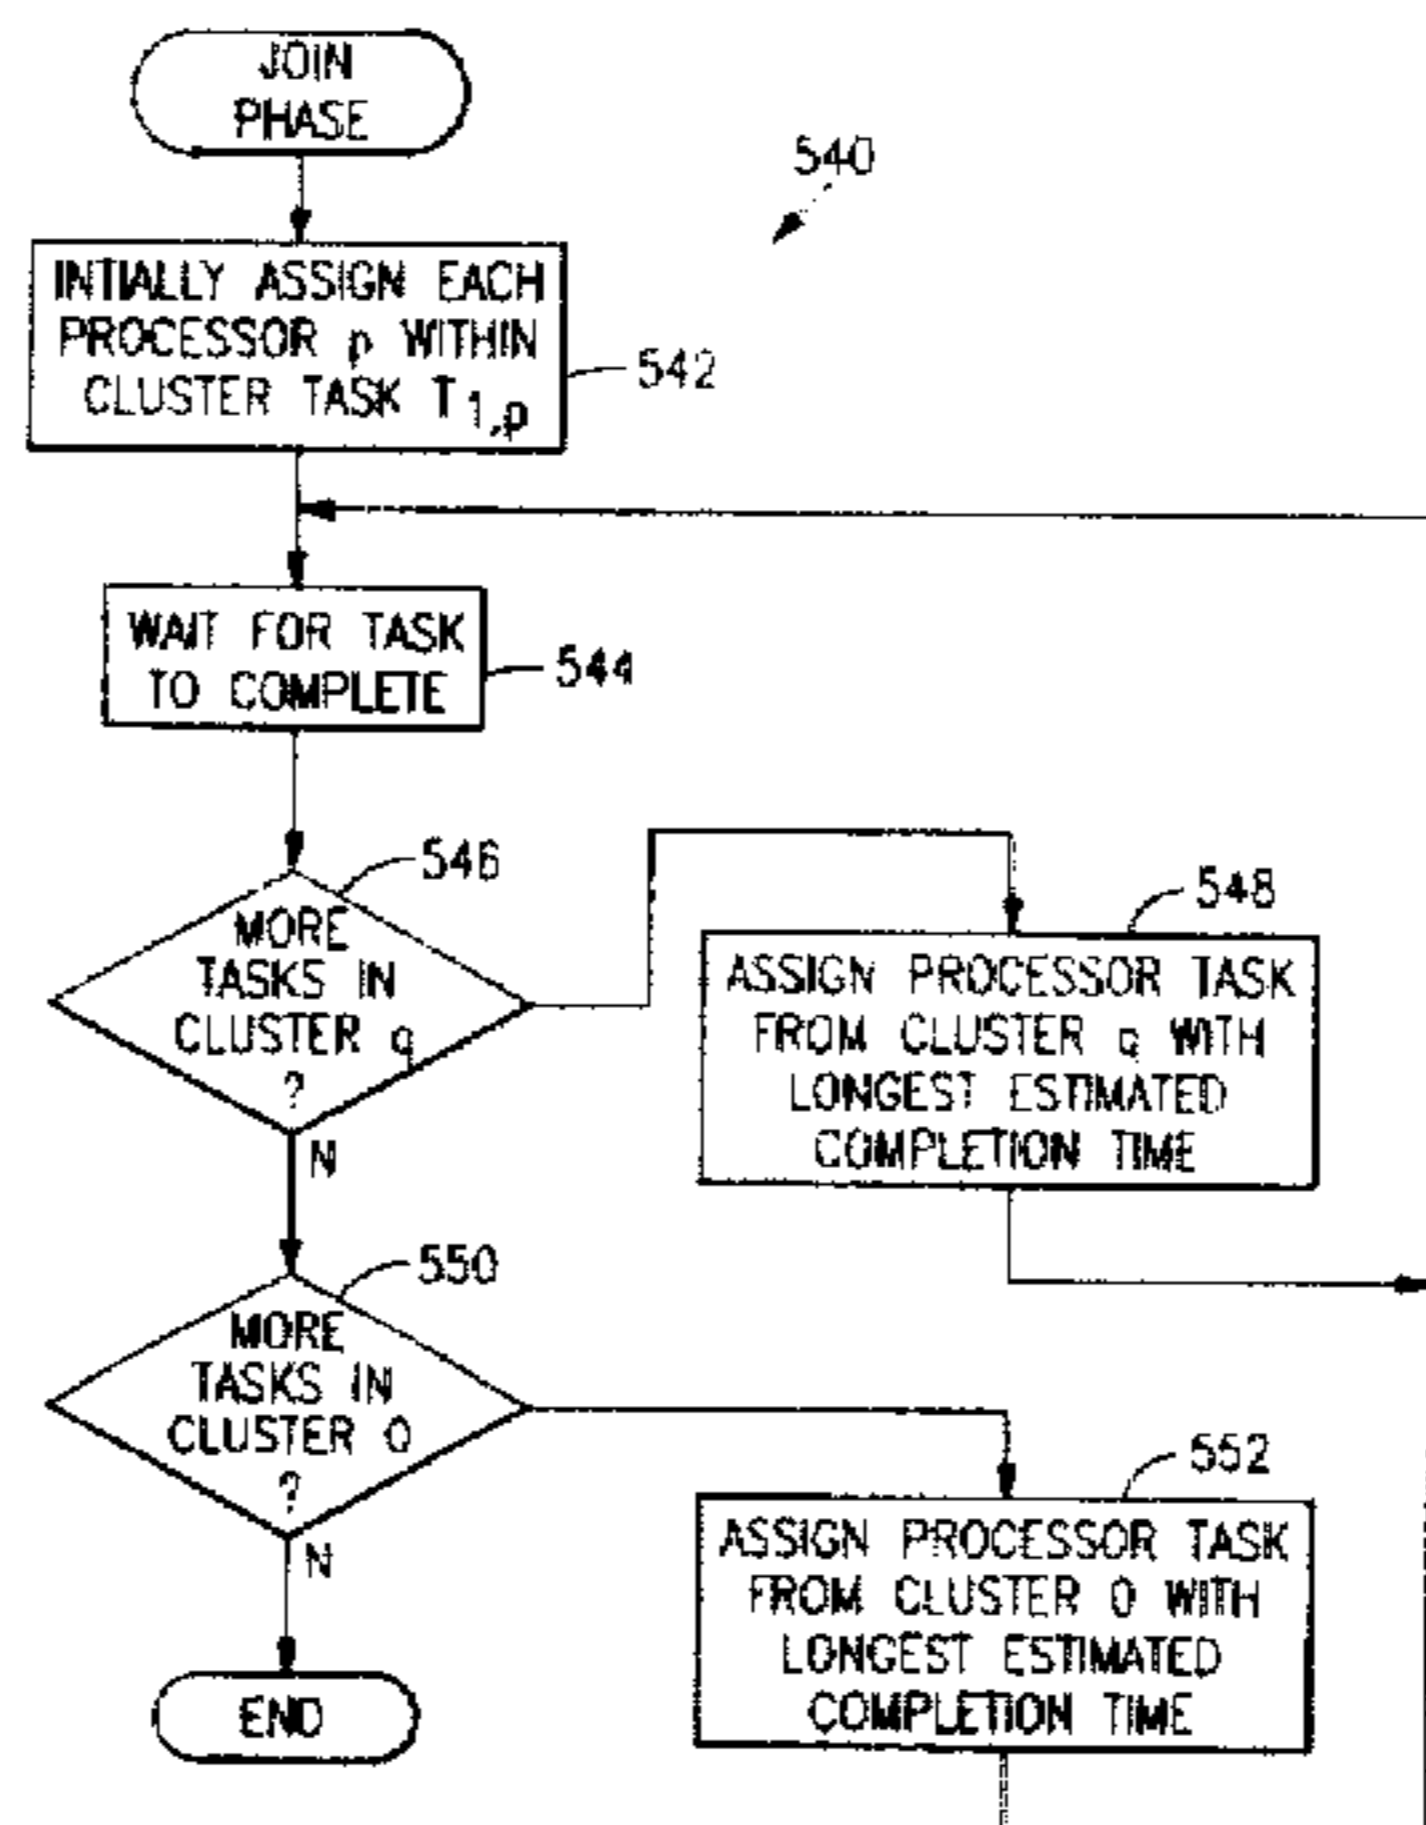 JOIN
PHASE
540
INTIALLY ASSIGN EACH
PROCESSOR p WITHIN
CLUSTER TASK T1,p
542
WAIT FOR TASK
TO COMPLETE
544
546
MORE
TASKS IN
CLUSTER q
?
N
548
ASSIGN PROCESSOR TASK
FROM CLUSTER q WITH
LONGEST ESTIMATED
COMPLETION TIME
550
MORE
TASKS IN
CLUSTER 0
?
N
552
ASSIGN PROCESSOR TASK
FROM CLUSTER 0 WITH
LONGEST ESTIMATED
COMPLETION TIME
END